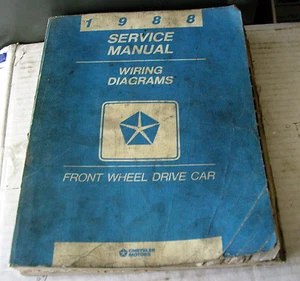 1988
SERVICE
MANUAL
WIRING
DIAGRAMS
FRONT WHEEL DRIVE CAR
CHRYSLER
MOTORS